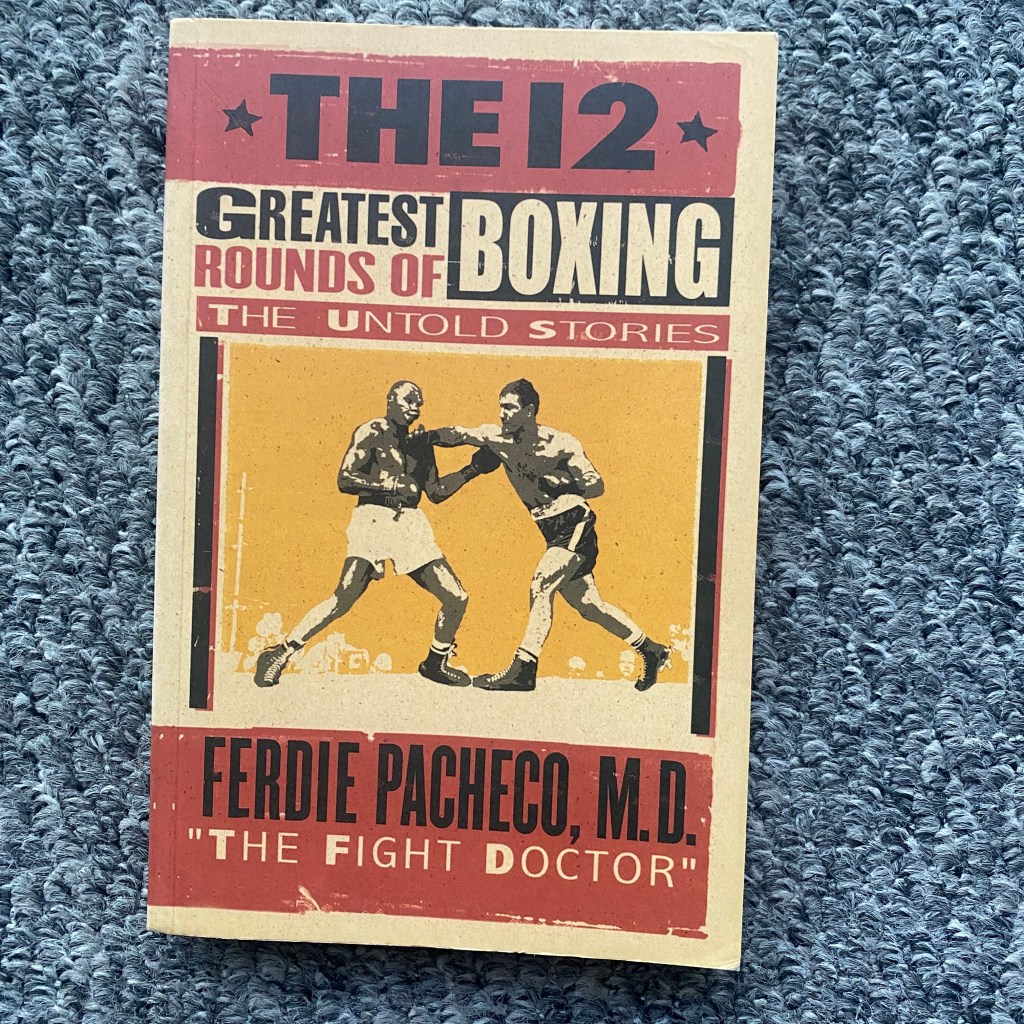 THE 12
GREATEST
ROUNDS OF
BOXING
THE UNTOLD STORIES
FERDIE PACHECO, M.D.
"THE FIGHT DOCTOR"